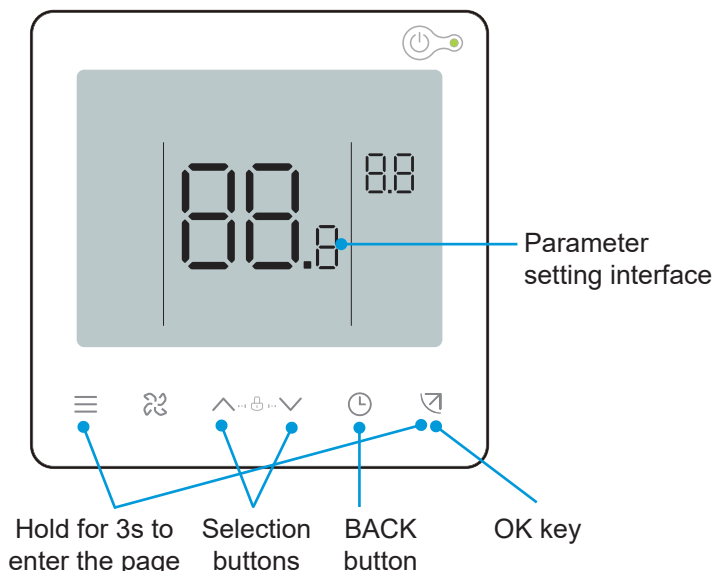 88.8
8.8
Parameter
setting interface
Hold for 3s to
enter the page
Selection
buttons
BACK
button
OK key